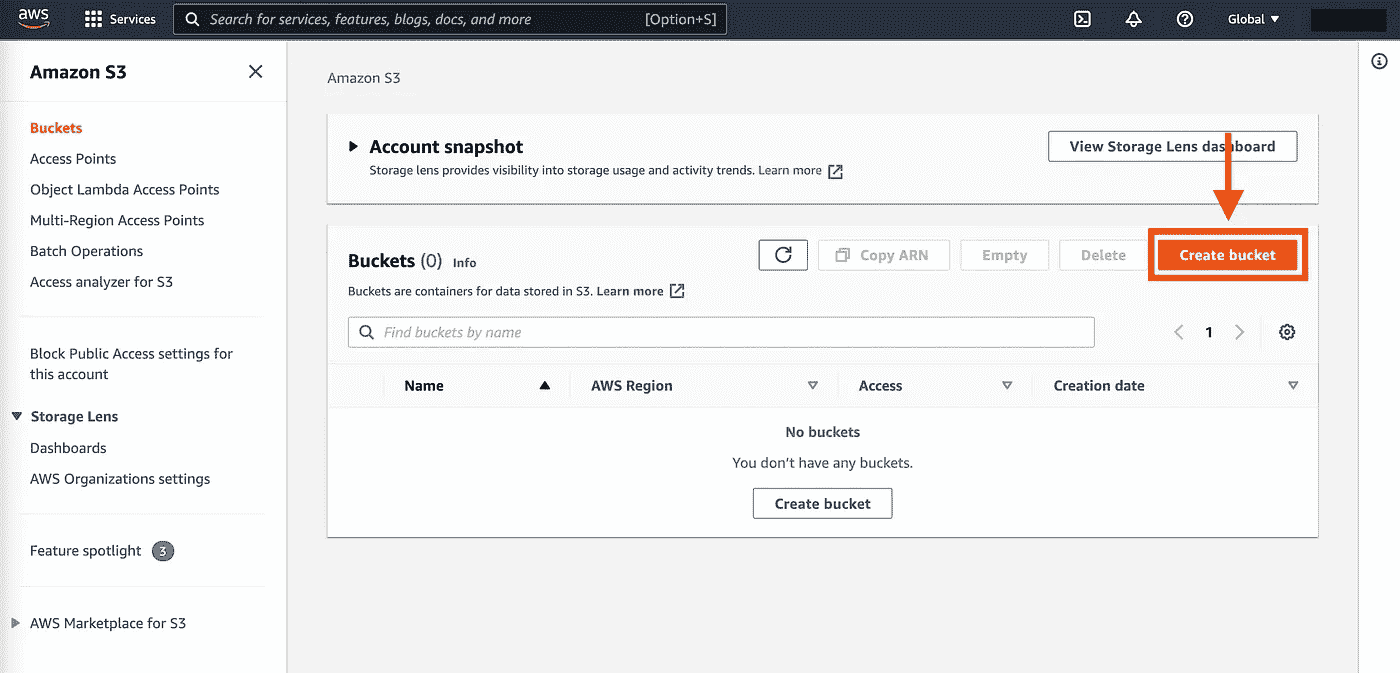 aws
Services
Search for services, features, blogs, docs, and more
[Option+S]
Global
Amazon S3
Buckets
Access Points
Object Lambda Access Points
Multi-Region Access Points
Batch Operations
Access analyzer for S3
Block Public Access settings for
this account
Storage Lens
Dashboards
AWS Organizations settings
Feature spotlight 3
AWS Marketplace for S3
Amazon S3
Account snapshot
Storage lens provides visibility into storage usage and activity trends. Learn more
View Storage Lens dashboard
Buckets (0) Info
Copy ARN
Empty
Delete
Create bucket
Buckets are containers for data stored in S3. Learn more
Find buckets by name
1
Name
AWS Region
Access
Creation date
No buckets
You don't have any buckets.
Create bucket